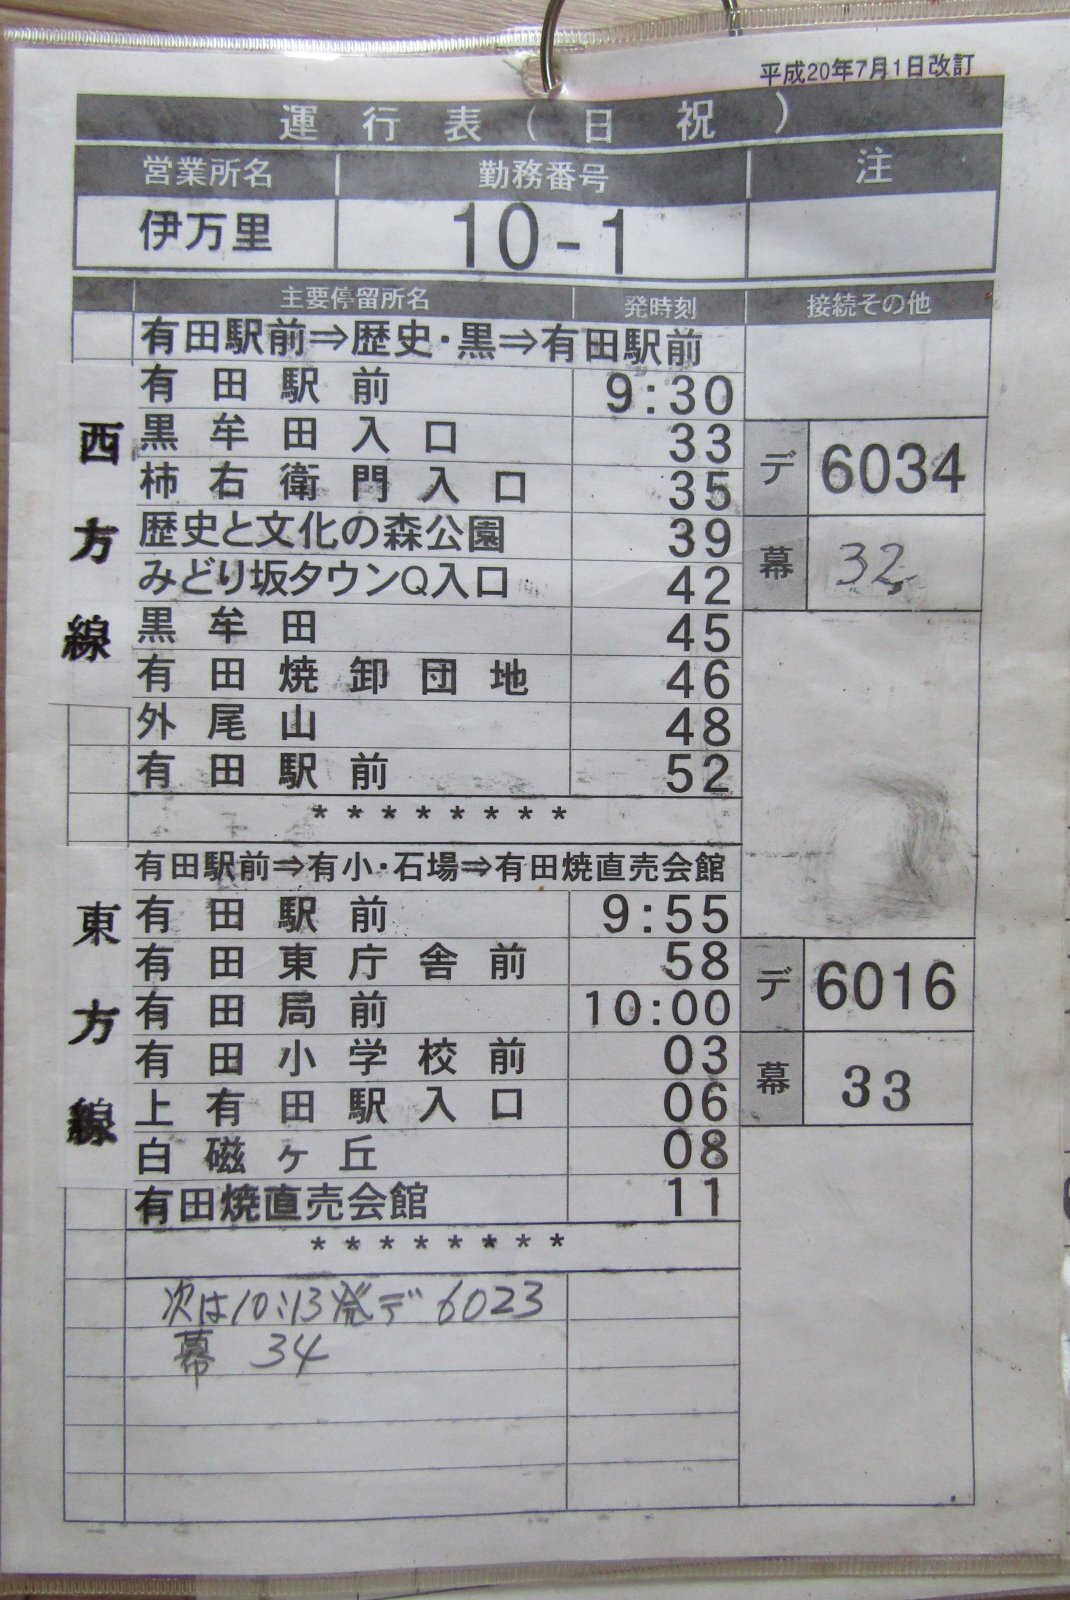 平成20年7月1日改訂
運行表(日祝)
営業所名 勤務番号 注
伊万里 10-1
主要停留所名 発時刻 接続その他
有田駅前⇒歴史・黒⇒有田駅前
西方線
有田駅前 9:30
黒牟田入口 33
デ 6034
柿右衛門入口 35
歴史と文化の森公園 39
幕 32
みどり坂タウンQ入口 42
黒牟田 45
有田焼卸団地 46
外尾山 48
有田駅前 52
********
有田駅前⇒有小・石場⇒有田焼直売会館
東方線
有田駅前 9:55
有田東庁舎前 58
デ 6016
有田局前 10:00
有田小学校前 03
幕 33
上有田駅入口 06
白磁ヶ丘 08
有田焼直売会館 11
********
次は10:13発デ6023
幕 34